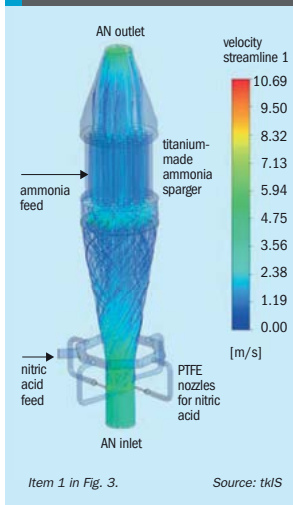 AN outlet
velocity
streamline 1
10.69
9.50
8.32
7.13
5.94
4.75
3.56
2.38
1.19
0.00
[m/s]
titanium-
made
ammonia
sparger
ammonia
feed
nitric
acid
feed
PTFE
nozzles
for nitric
acid
AN inlet
Item 1 in Fig. 3.
Source: tkIS